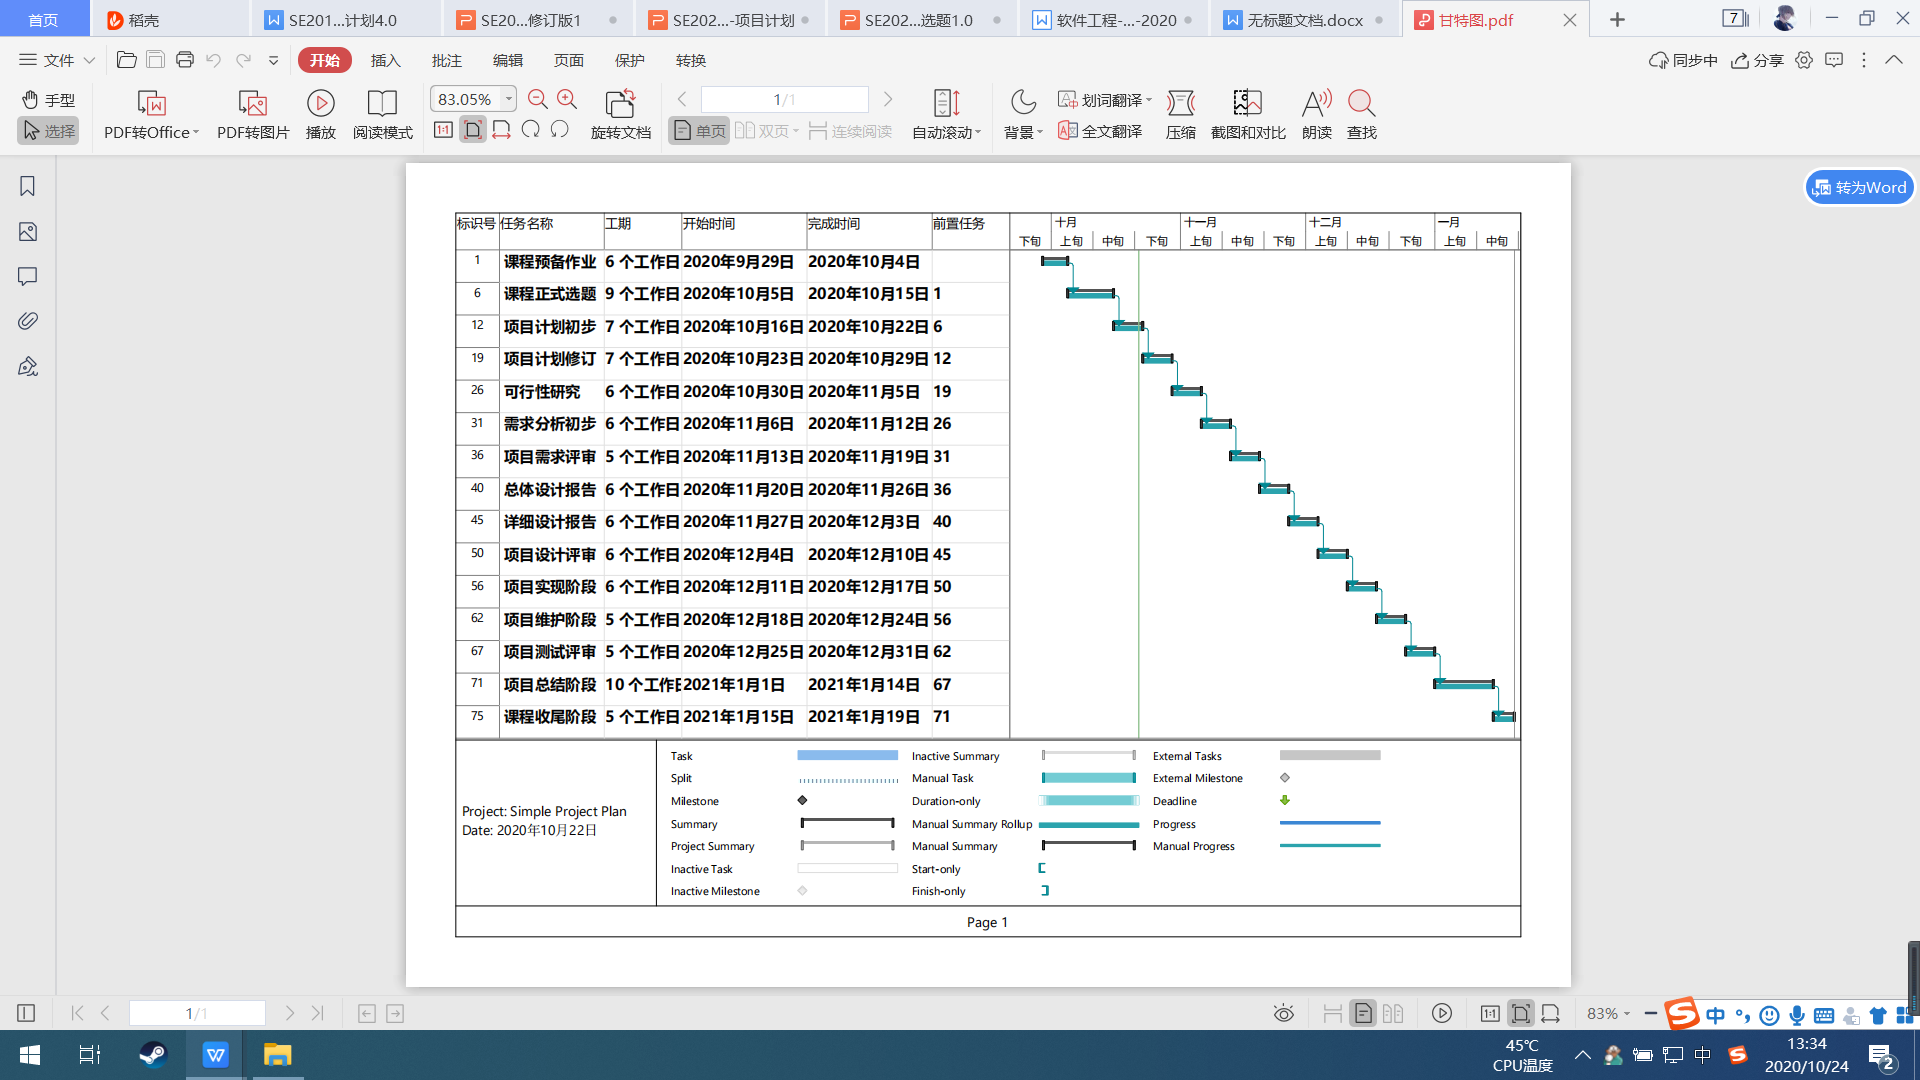 首页 稻壳 SE201...计划4.0 SE20...修订版1 SE202...-项目计划 SE202...选题1.0 软件工程-...-2020 无标题文档.docx 甘特图.pdf 7
文件 开始 插入 批注 编辑 页面 保护 转换 同步中 分享
手型 选择 PDF转Office PDF转图片 播放 阅读模式 83.05% 1:1 旋转文档 1/1 单页 双页 连续阅读 自动滚动 背景 划词翻译 全文翻译 压缩 截图和对比 朗读 查找
转为Word
标识号 任务名称 工期 开始时间 完成时间 前置任务 十月 十一月 十二月 一月
下旬 上旬 中旬 下旬 上旬 中旬 下旬 上旬 中旬 下旬 上旬 中旬
1 课程预备作业 6 个工作日 2020年9月29日 2020年10月4日
6 课程正式选题 9 个工作日 2020年10月5日 2020年10月15日 1
12 项目计划初步 7 个工作日 2020年10月16日 2020年10月22日 6
19 项目计划修订 7 个工作日 2020年10月23日 2020年10月29日 12
26 可行性研究 6 个工作日 2020年10月30日 2020年11月5日 19
31 需求分析初步 6 个工作日 2020年11月6日 2020年11月12日 26
36 项目需求评审 5 个工作日 2020年11月13日 2020年11月19日 31
40 总体设计报告 6 个工作日 2020年11月20日 2020年11月26日 36
45 详细设计报告 6 个工作日 2020年11月27日 2020年12月3日 40
50 项目设计评审 6 个工作日 2020年12月4日 2020年12月10日 45
56 项目实现阶段 6 个工作日 2020年12月11日 2020年12月17日 50
62 项目维护阶段 5 个工作日 2020年12月18日 2020年12月24日 56
67 项目测试评审 5 个工作日 2020年12月25日 2020年12月31日 62
71 项目总结阶段 10 个工作日 2021年1月1日 2021年1月14日 67
75 课程收尾阶段 5 个工作日 2021年1月15日 2021年1月19日 71
Project: Simple Project Plan
Date: 2020年10月22日
Task Inactive Summary External Tasks
Split Manual Task External Milestone
Milestone Duration-only Deadline
Summary Manual Summary Rollup Progress
Project Summary Manual Summary Manual Progress
Inactive Task Start-only
Inactive Milestone Finish-only
Page 1
1/1 1:1 83% 中
45℃
CPU温度
中
13:34
2020/10/24
2